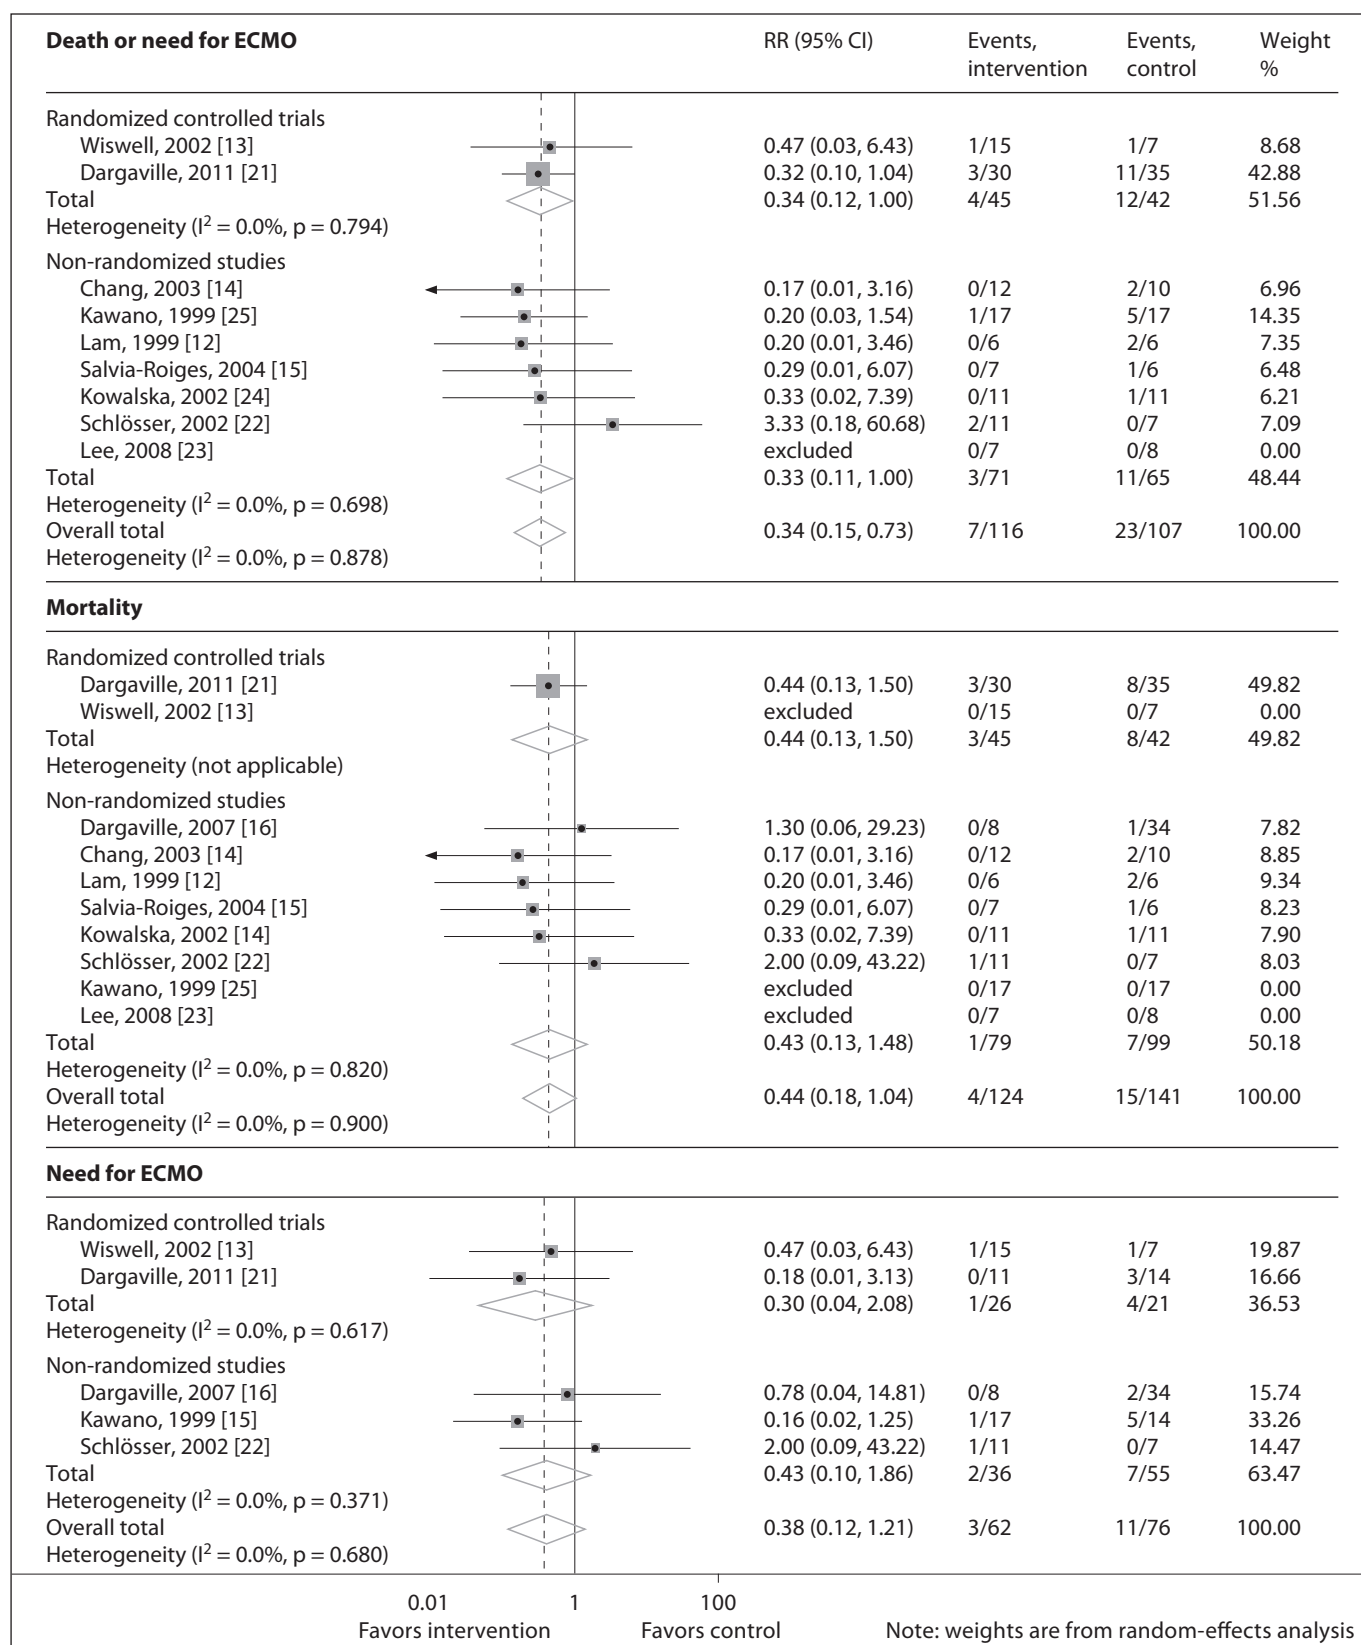 Death or need for ECMO RR (95% CI) Events, intervention Events, control Weight %
Randomized controlled trials
Wiswell, 2002 [13] 0.47 (0.03, 6.43) 1/15 1/7 8.68
Dargaville, 2011 [21] 0.32 (0.10, 1.04) 3/30 11/35 42.88
Total 0.34 (0.12, 1.00) 4/45 12/42 51.56
Heterogeneity (I² = 0.0%, p = 0.794)
Non-randomized studies
Chang, 2003 [14] 0.17 (0.01, 3.16) 0/12 2/10 6.96
Kawano, 1999 [25] 0.20 (0.03, 1.54) 1/17 5/17 14.35
Lam, 1999 [12] 0.20 (0.01, 3.46) 0/6 2/6 7.35
Salvia-Roiges, 2004 [15] 0.29 (0.01, 6.07) 0/7 1/6 6.48
Kowalska, 2002 [24] 0.33 (0.02, 7.39) 0/11 1/11 6.21
Schlösser, 2002 [22] 3.33 (0.18, 60.68) 2/11 0/7 7.09
Lee, 2008 [23] excluded 0/7 0/8 0.00
Total 0.33 (0.11, 1.00) 3/71 11/65 48.44
Heterogeneity (I² = 0.0%, p = 0.698)
Overall total 0.34 (0.15, 0.73) 7/116 23/107 100.00
Heterogeneity (I² = 0.0%, p = 0.878)
Mortality
Randomized controlled trials
Dargaville, 2011 [21] 0.44 (0.13, 1.50) 3/30 8/35 49.82
Wiswell, 2002 [13] excluded 0/15 0/7 0.00
Total 0.44 (0.13, 1.50) 3/45 8/42 49.82
Heterogeneity (not applicable)
Non-randomized studies
Dargaville, 2007 [16] 1.30 (0.06, 29.23) 0/8 1/34 7.82
Chang, 2003 [14] 0.17 (0.01, 3.16) 0/12 2/10 8.85
Lam, 1999 [12] 0.20 (0.01, 3.46) 0/6 2/6 9.34
Salvia-Roiges, 2004 [15] 0.29 (0.01, 6.07) 0/7 1/6 8.23
Kowalska, 2002 [14] 0.33 (0.02, 7.39) 0/11 1/11 7.90
Schlösser, 2002 [22] 2.00 (0.09, 43.22) 1/11 0/7 8.03
Kawano, 1999 [25] excluded 0/17 0/17 0.00
Lee, 2008 [23] excluded 0/7 0/8 0.00
Total 0.43 (0.13, 1.48) 1/79 7/99 50.18
Heterogeneity (I² = 0.0%, p = 0.820)
Overall total 0.44 (0.18, 1.04) 4/124 15/141 100.00
Heterogeneity (I² = 0.0%, p = 0.900)
Need for ECMO
Randomized controlled trials
Wiswell, 2002 [13] 0.47 (0.03, 6.43) 1/15 1/7 19.87
Dargaville, 2011 [21] 0.18 (0.01, 3.13) 0/11 3/14 16.66
Total 0.30 (0.04, 2.08) 1/26 4/21 36.53
Heterogeneity (I² = 0.0%, p = 0.617)
Non-randomized studies
Dargaville, 2007 [16] 0.78 (0.04, 14.81) 0/8 2/34 15.74
Kawano, 1999 [15] 0.16 (0.02, 1.25) 1/17 5/14 33.26
Schlösser, 2002 [22] 2.00 (0.09, 43.22) 1/11 0/7 14.47
Total 0.43 (0.10, 1.86) 2/36 7/55 63.47
Heterogeneity (I² = 0.0%, p = 0.371)
Overall total 0.38 (0.12, 1.21) 3/62 11/76 100.00
Heterogeneity (I² = 0.0%, p = 0.680)
0.01 1 100
Favors intervention Favors control Note: weights are from random-effects analysis